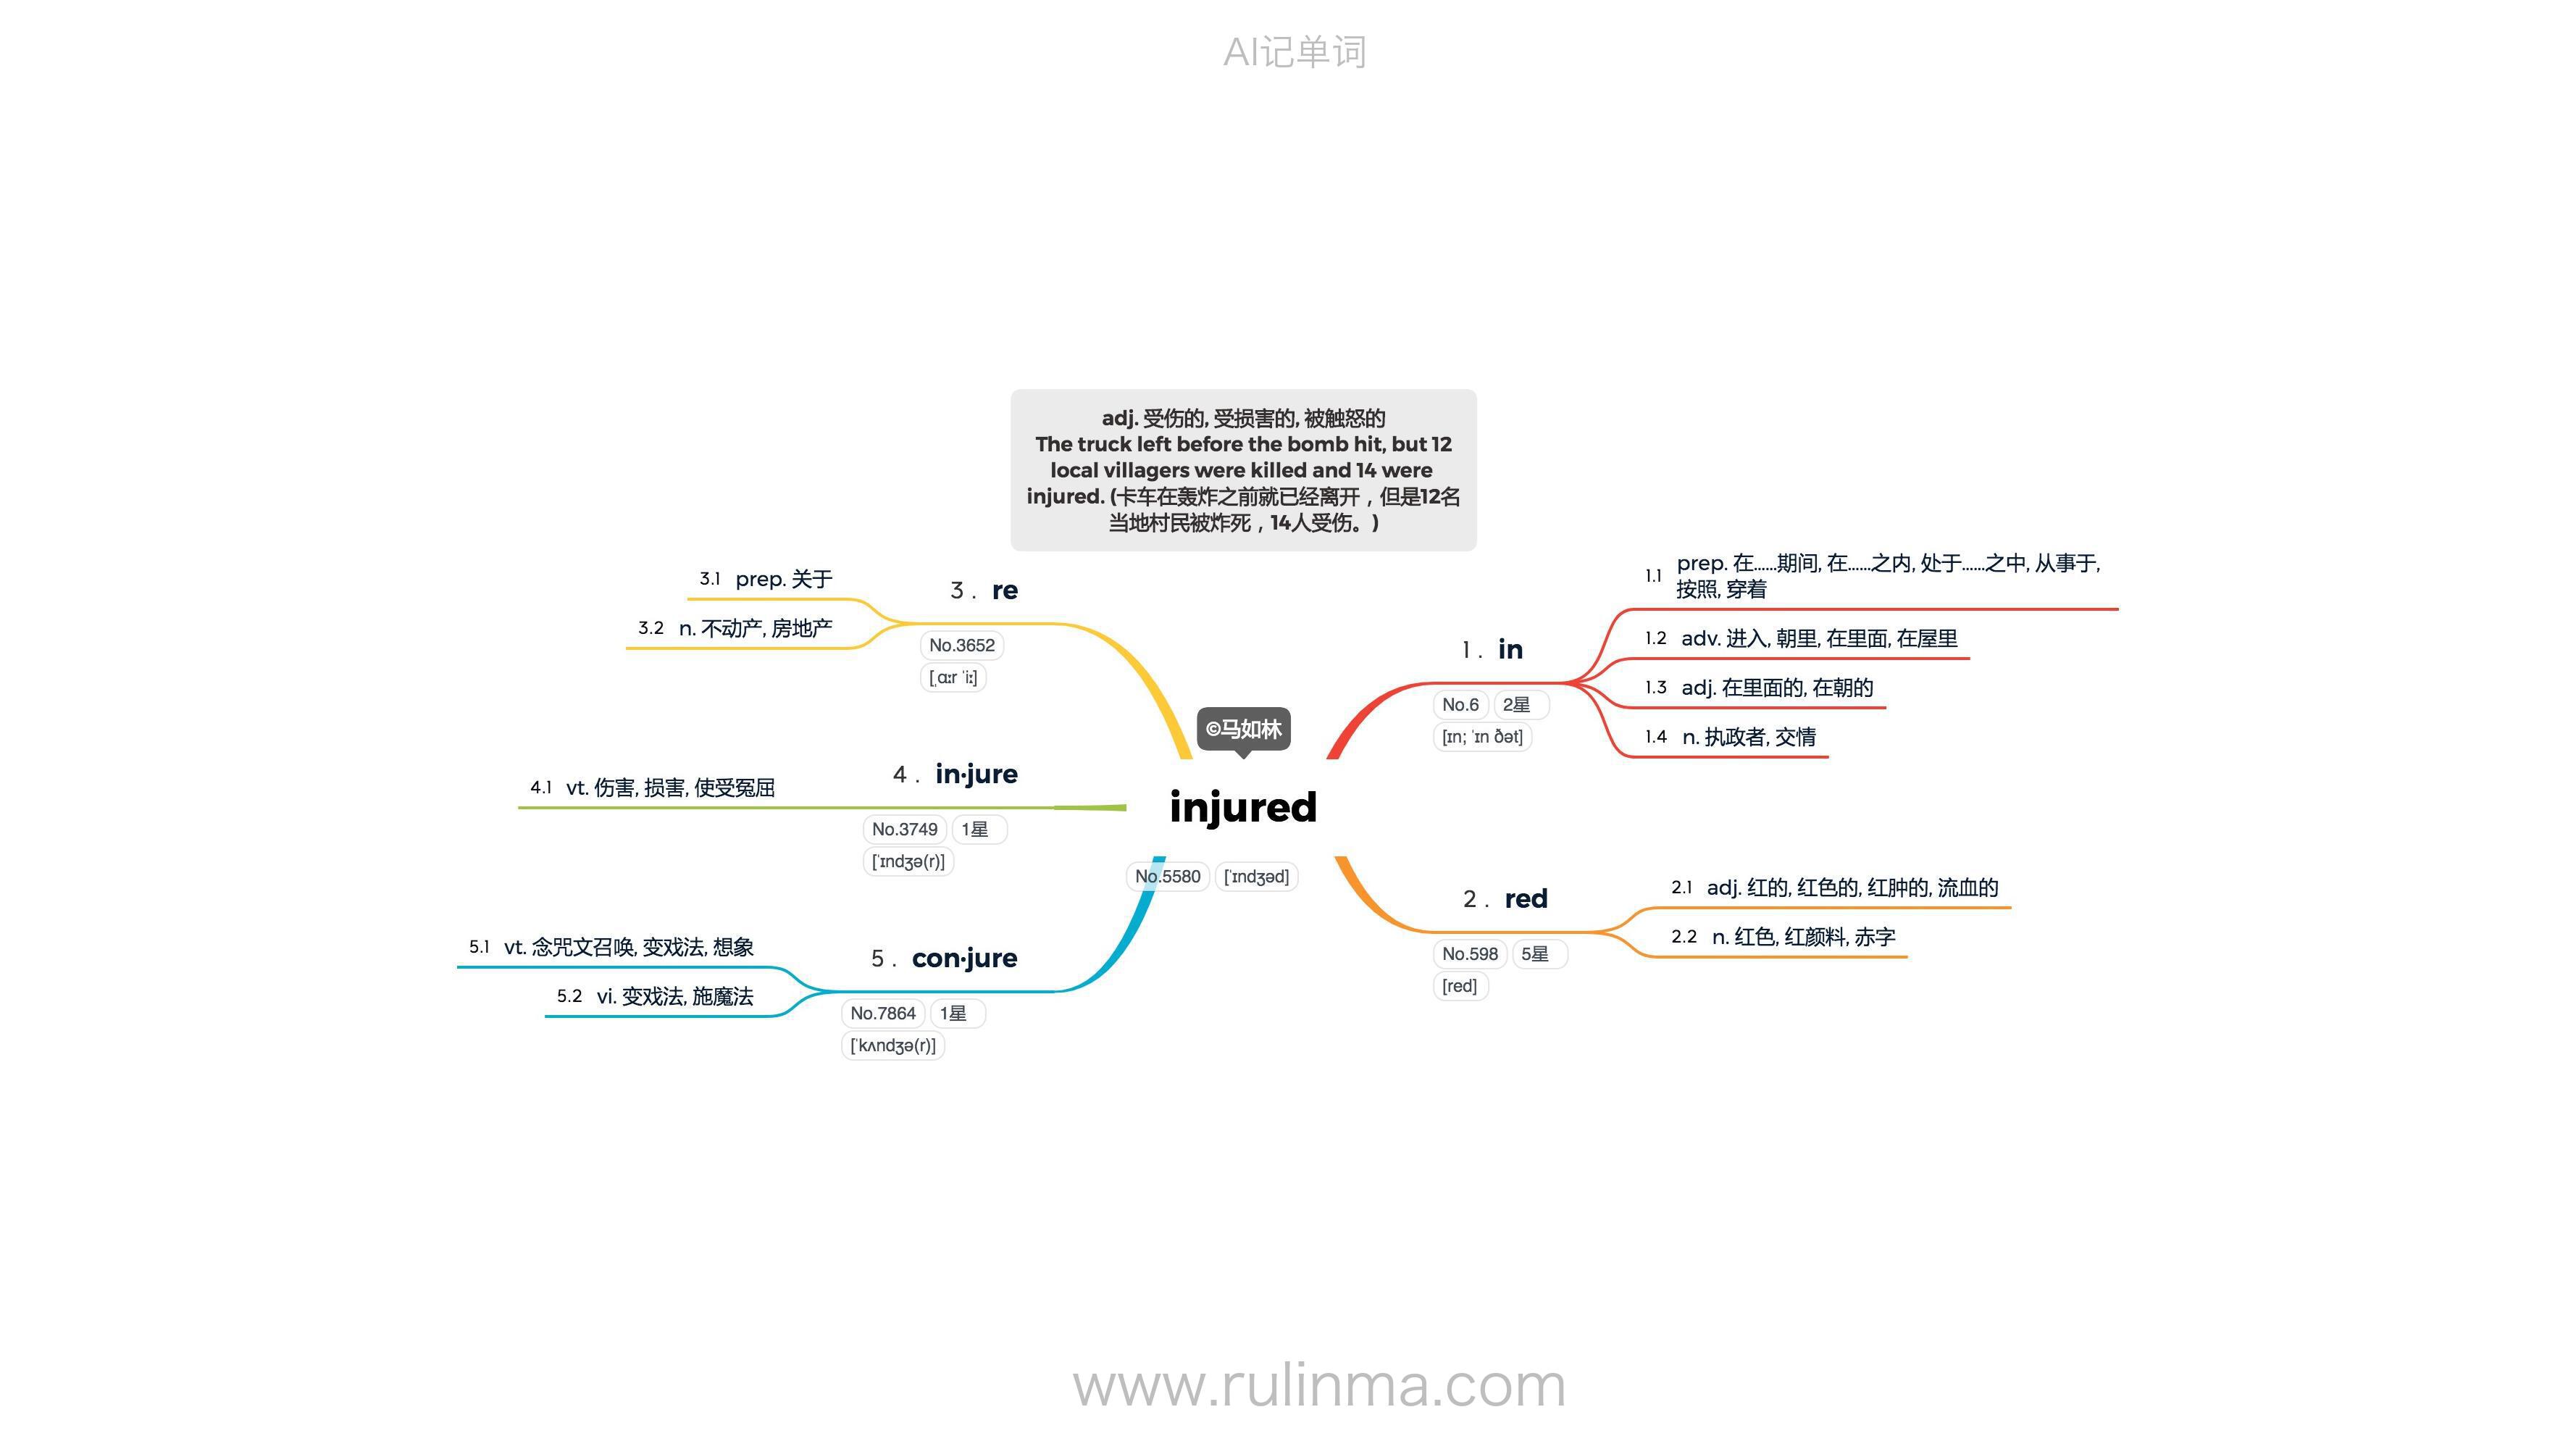 AI记单词
adj. 受伤的, 受损害的, 被触怒的
The truck left before the bomb hit, but 12
local villagers were killed and 14 were
injured. (卡车在轰炸之前就已经离开，但是12名
当地村民被炸死，14人受伤。)
©马如林
injured
No.5580 [ˈɪndʒəd]
1. in
No.6 2星
[ɪn; ˈɪn ðət]
1.1 prep. 在……期间, 在……之内, 处于……之中, 从事于,
按照, 穿着
1.2 adv. 进入, 朝里, 在里面, 在屋里
1.3 adj. 在里面的, 在朝的
1.4 n. 执政者, 交情
2. red
No.598 5星
[red]
2.1 adj. 红的, 红色的, 红肿的, 流血的
2.2 n. 红色, 红颜料, 赤字
3. re
No.3652
[ˌɑːr ˈiː]
3.1 prep. 关于
3.2 n. 不动产, 房地产
4. in·jure
No.3749 1星
[ˈɪndʒə(r)]
4.1 vt. 伤害, 损害, 使受冤屈
5. con·jure
No.7864 1星
[ˈkʌndʒə(r)]
5.1 vt. 念咒文召唤, 变戏法, 想象
5.2 vi. 变戏法, 施魔法
www.rulinma.com